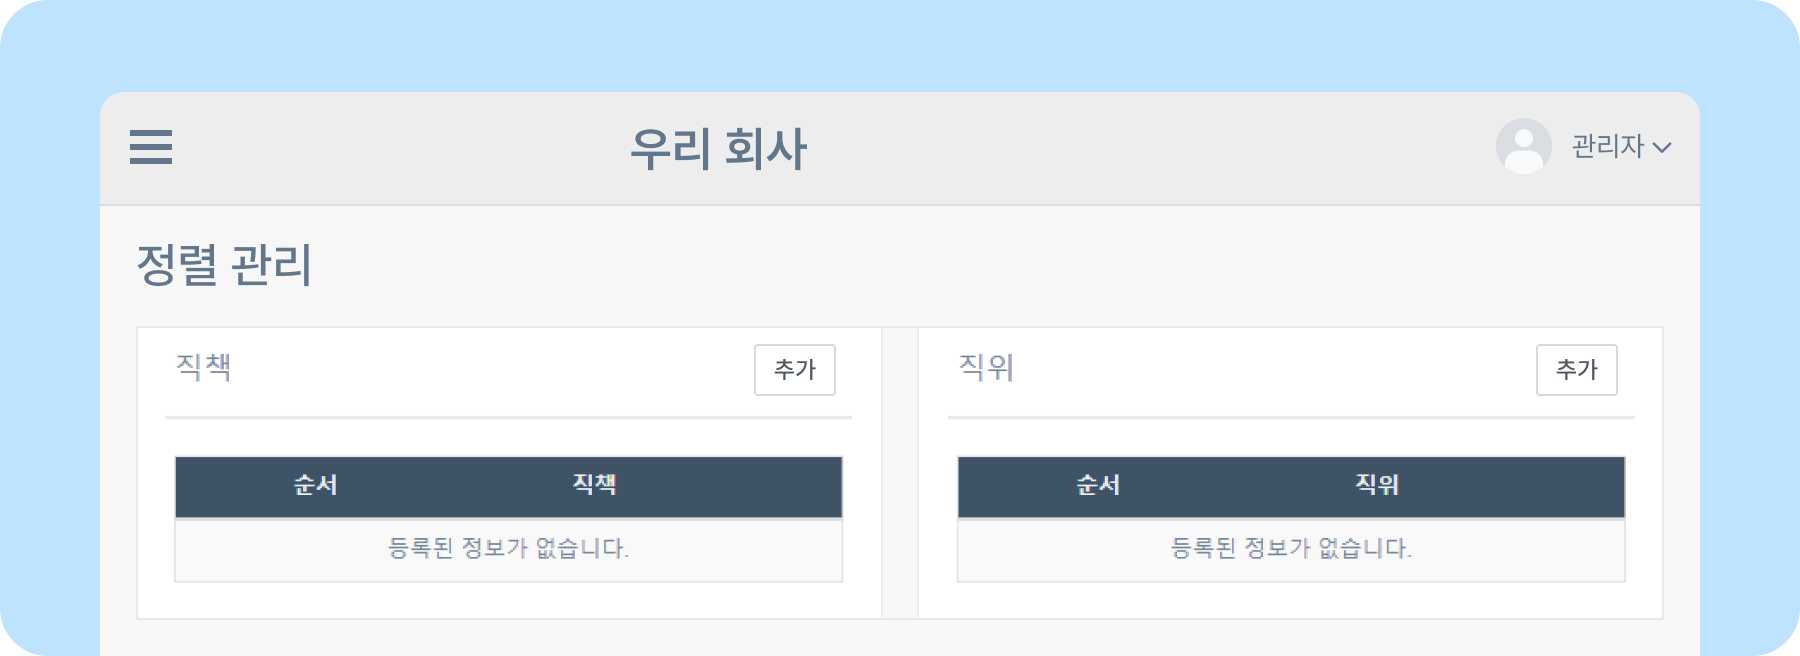 우리 회사
관리자
정렬 관리
직책
추가
순서 직책
등록된 정보가 없습니다.
직위
추가
순서 직위
등록된 정보가 없습니다.